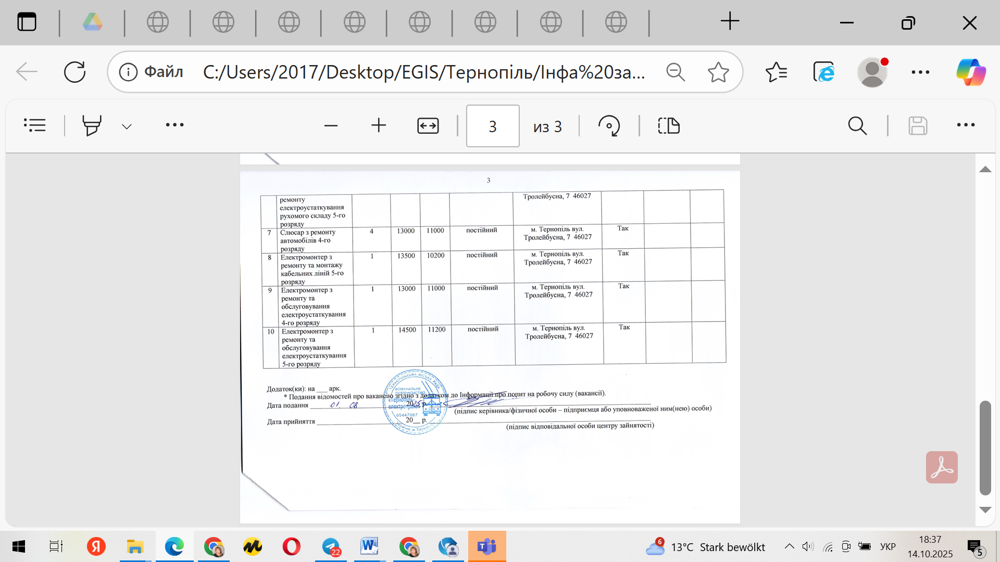 Файл C:/Users/2017/Desktop/EGIS/Тернопіль/Інфа%20за...
3 из 3
3
ремонту електроустаткування рухомого складу 5-го розряду Тролейбусна, 7 46027
7 Слюсар з ремонту автомобілів 4-го розряду 4 13000 11000 постійний м. Тернопіль вул. Тролейбусна, 7 46027 Так
8 Електромонтер з ремонту та монтажу кабельних ліній 5-го розряду 1 13500 10200 постійний м. Тернопіль вул. Тролейбусна, 7 46027 Так
9 Електромонтер з ремонту та обслуговування електроустаткування 4-го розряду 1 13000 11000 постійний м. Тернопіль вул. Тролейбусна, 7 46027 Так
10 Електромонтер з ремонту та обслуговування електроустаткування 5-го розряду 1 14500 11200 постійний м. Тернопіль вул. Тролейбусна, 7 46027 Так
Додаток(ки): на ___ арк.
* Подання відомостей про вакансію згідно з додатком до Інформації про попит на робочу силу (вакансії).
Дата подання 01. 08 2025 р.
(підпис керівника/фізичної особи – підприємця або уповноваженої ним(нею) особи)
Дата прийняття 20__ р.
(підпис відповідальної особи центру зайнятості)
ТЕРНОПІЛЬСЬКА МІСЬКА РАДА
КОМУНАЛЬНЕ
ПІДПРИЄМСТВО
«Тернопіль-
електротранс»
05447987
Україна м. Тернопіль
22
6 13°C Stark bewölkt УКР
18:37
14.10.2025
5